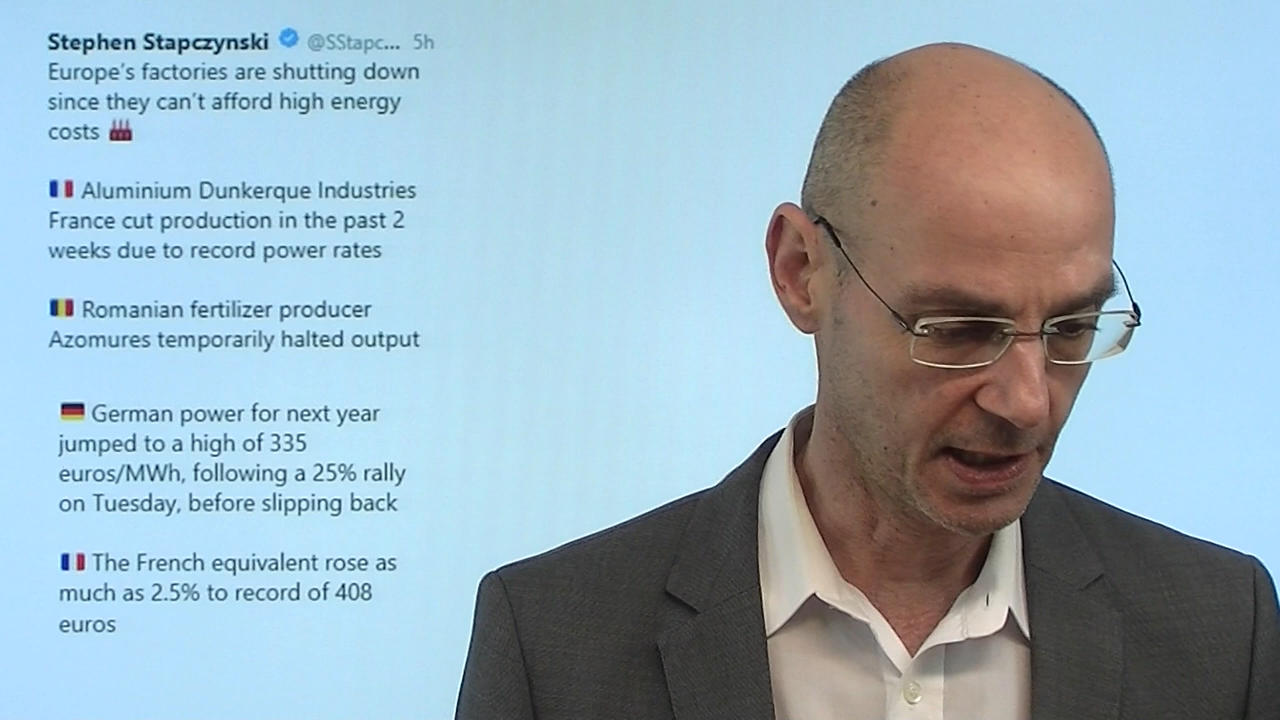 Stephen Stapczynski @SStapc... 5h
Europe's factories are shutting down
since they can't afford high energy
costs
Aluminium Dunkerque Industries
France cut production in the past 2
weeks due to record power rates
Romanian fertilizer producer
Azomures temporarily halted output
German power for next year
jumped to a high of 335
euros/MWh, following a 25% rally
on Tuesday, before slipping back
The French equivalent rose as
much as 2.5% to record of 408
euros